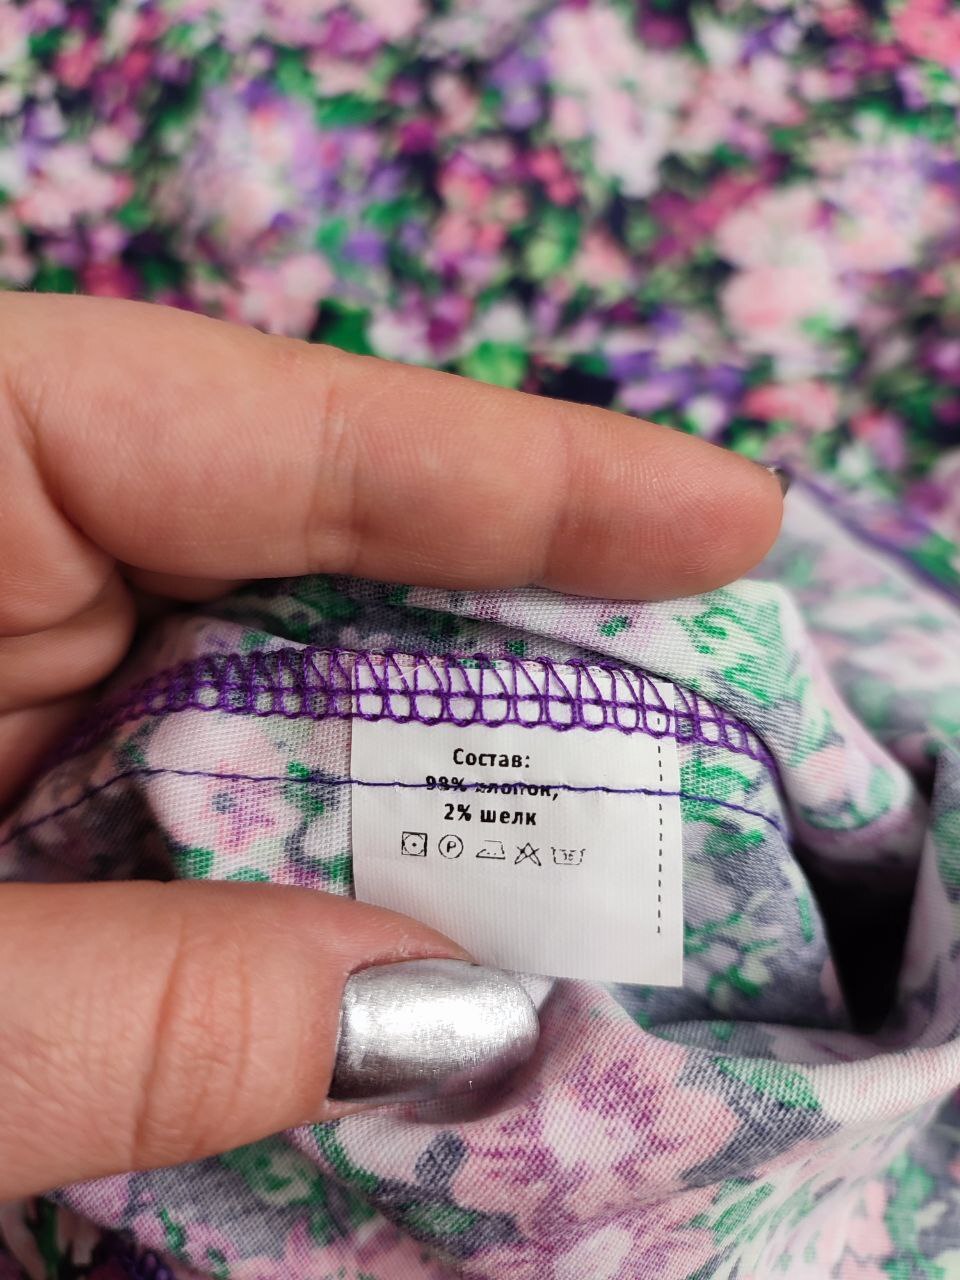 Состав:
98% хлопок,
2% шелк
P